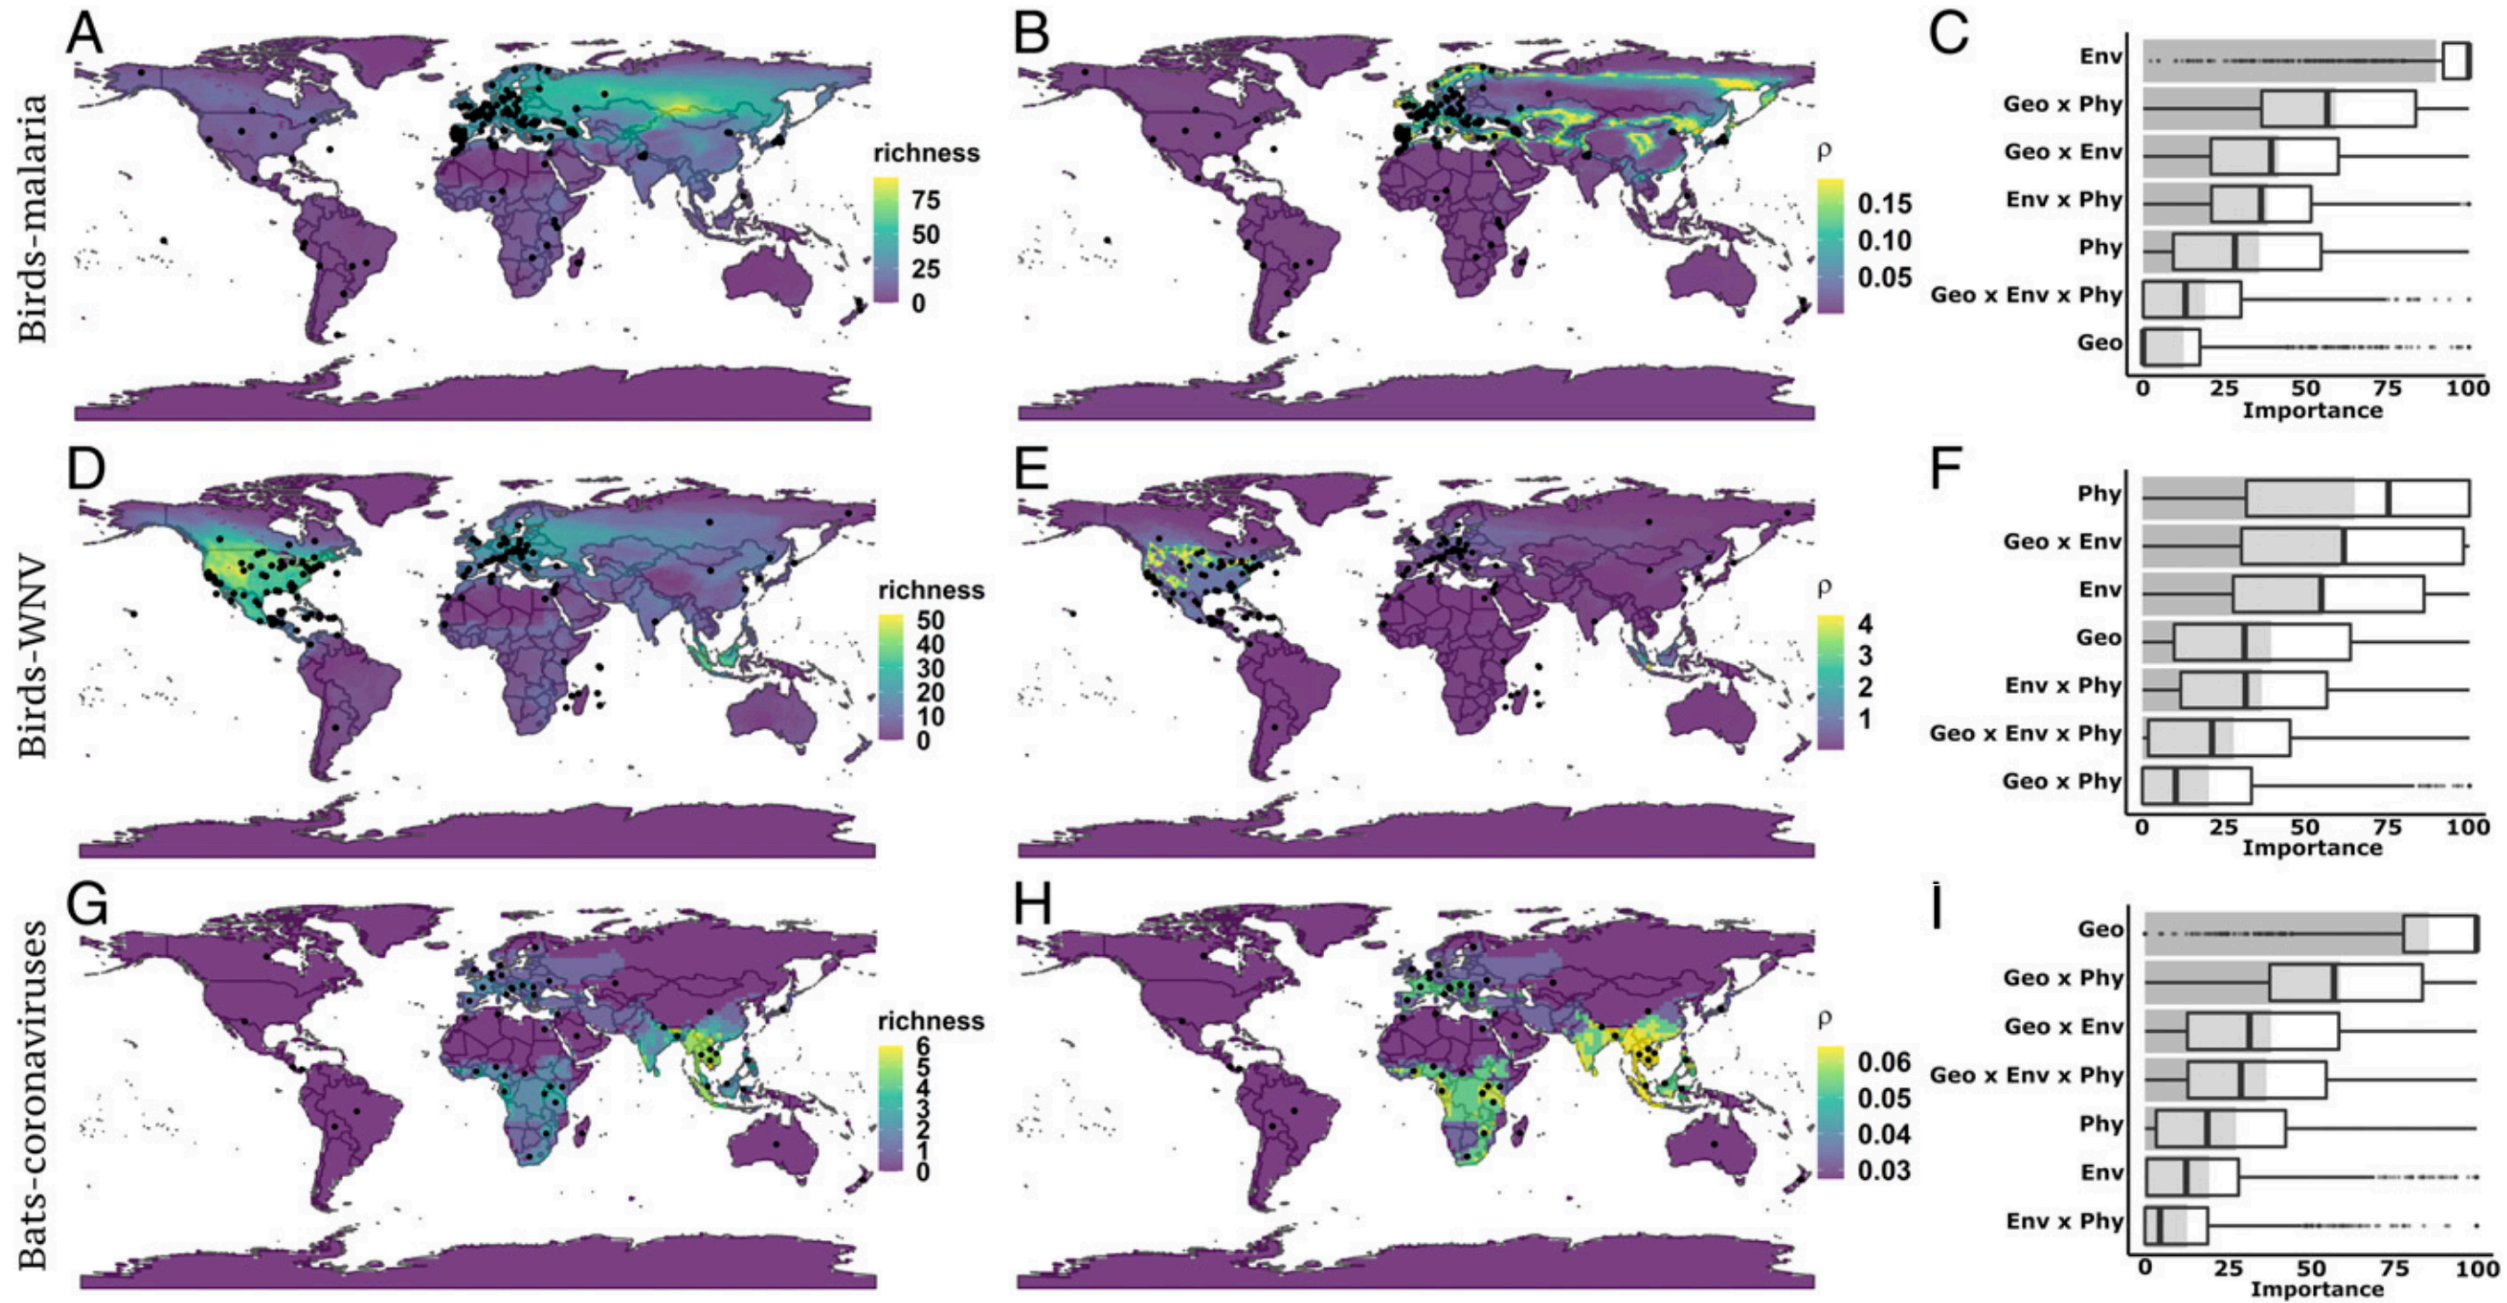 A
B
C
Birds-malaria
richness
75
50
25
0
ρ
0.15
0.10
0.05
Env
Geo x Phy
Geo x Env
Env x Phy
Phy
Geo x Env x Phy
Geo
0 25 50 75 100
Importance
D
E
F
Birds-WNV
richness
50
40
30
20
10
0
ρ
4
3
2
1
Phy
Geo x Env
Env
Geo
Env x Phy
Geo x Env x Phy
Geo x Phy
0 25 50 75 100
Importance
G
H
I
Bats-coronaviruses
richness
6
5
4
3
2
1
0
ρ
0.06
0.05
0.04
0.03
Geo
Geo x Phy
Geo x Env
Geo x Env x Phy
Phy
Env
Env x Phy
0 25 50 75 100
Importance